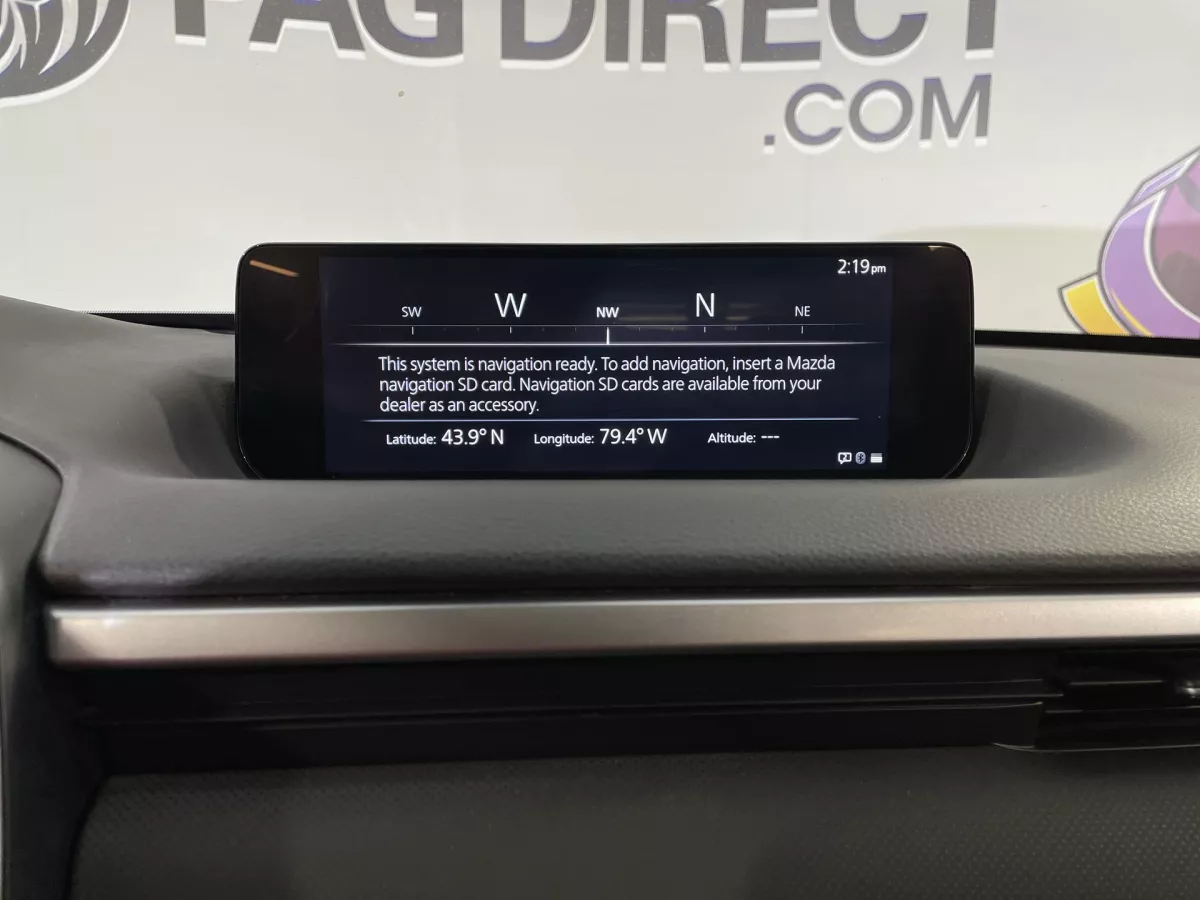 PAG DIRECT
.COM
2:19 pm
SW W NW N NE
This system is navigation ready. To add navigation, insert a Mazda
navigation SD card. Navigation SD cards are available from your
dealer as an accessory.
Latitude: 43.9° N Longitude: 79.4° W Altitude: ---